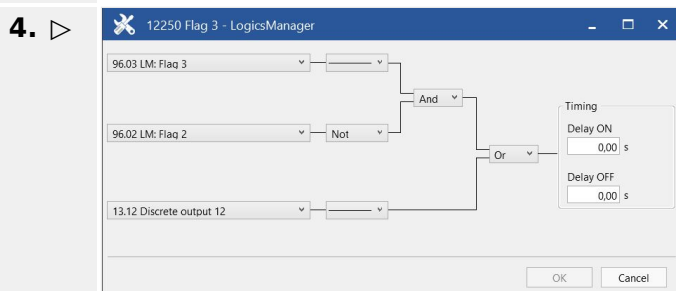 4. ▷
12250 Flag 3 - LogicsManager
96.03 LM: Flag 3
And
Timing
Delay ON
96.02 LM: Flag 2 Not
0,00 s
Or
Delay OFF
0,00 s
13.12 Discrete output 12
OK Cancel